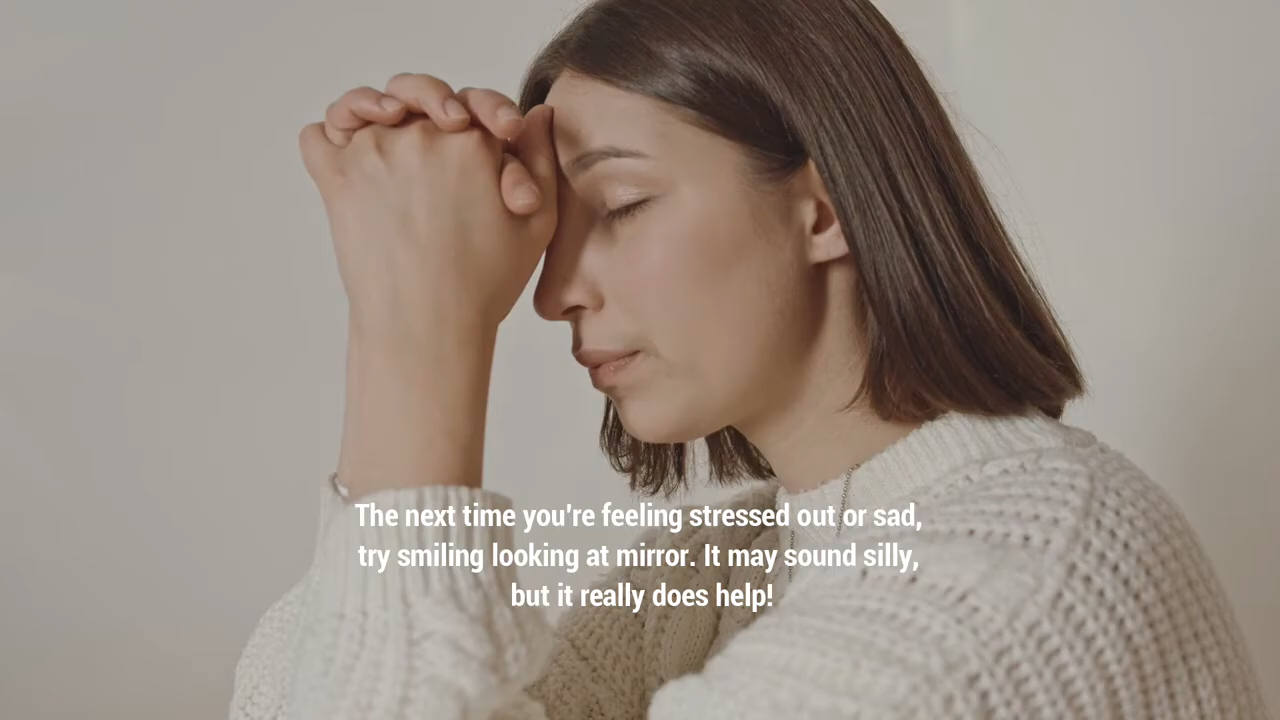 The next time you're feeling stressed out or sad,
try smiling looking at mirror. It may sound silly,
but it really does help!